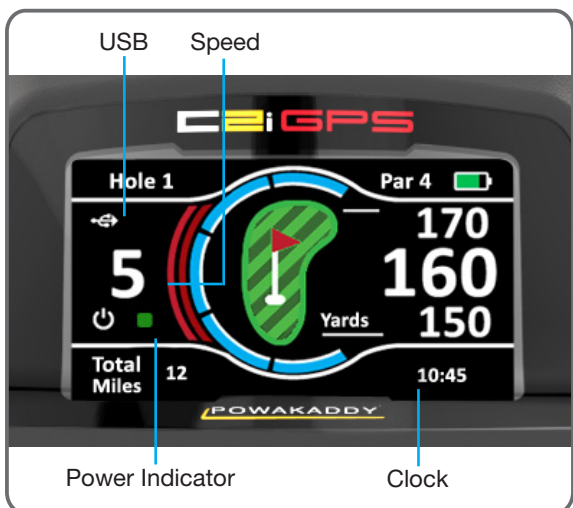 USB Speed
C2i GPS
Hole 1 Par 4
170
5 160
Yards 150
Total
Miles 12 10:45
POWAKADDY
Power Indicator Clock